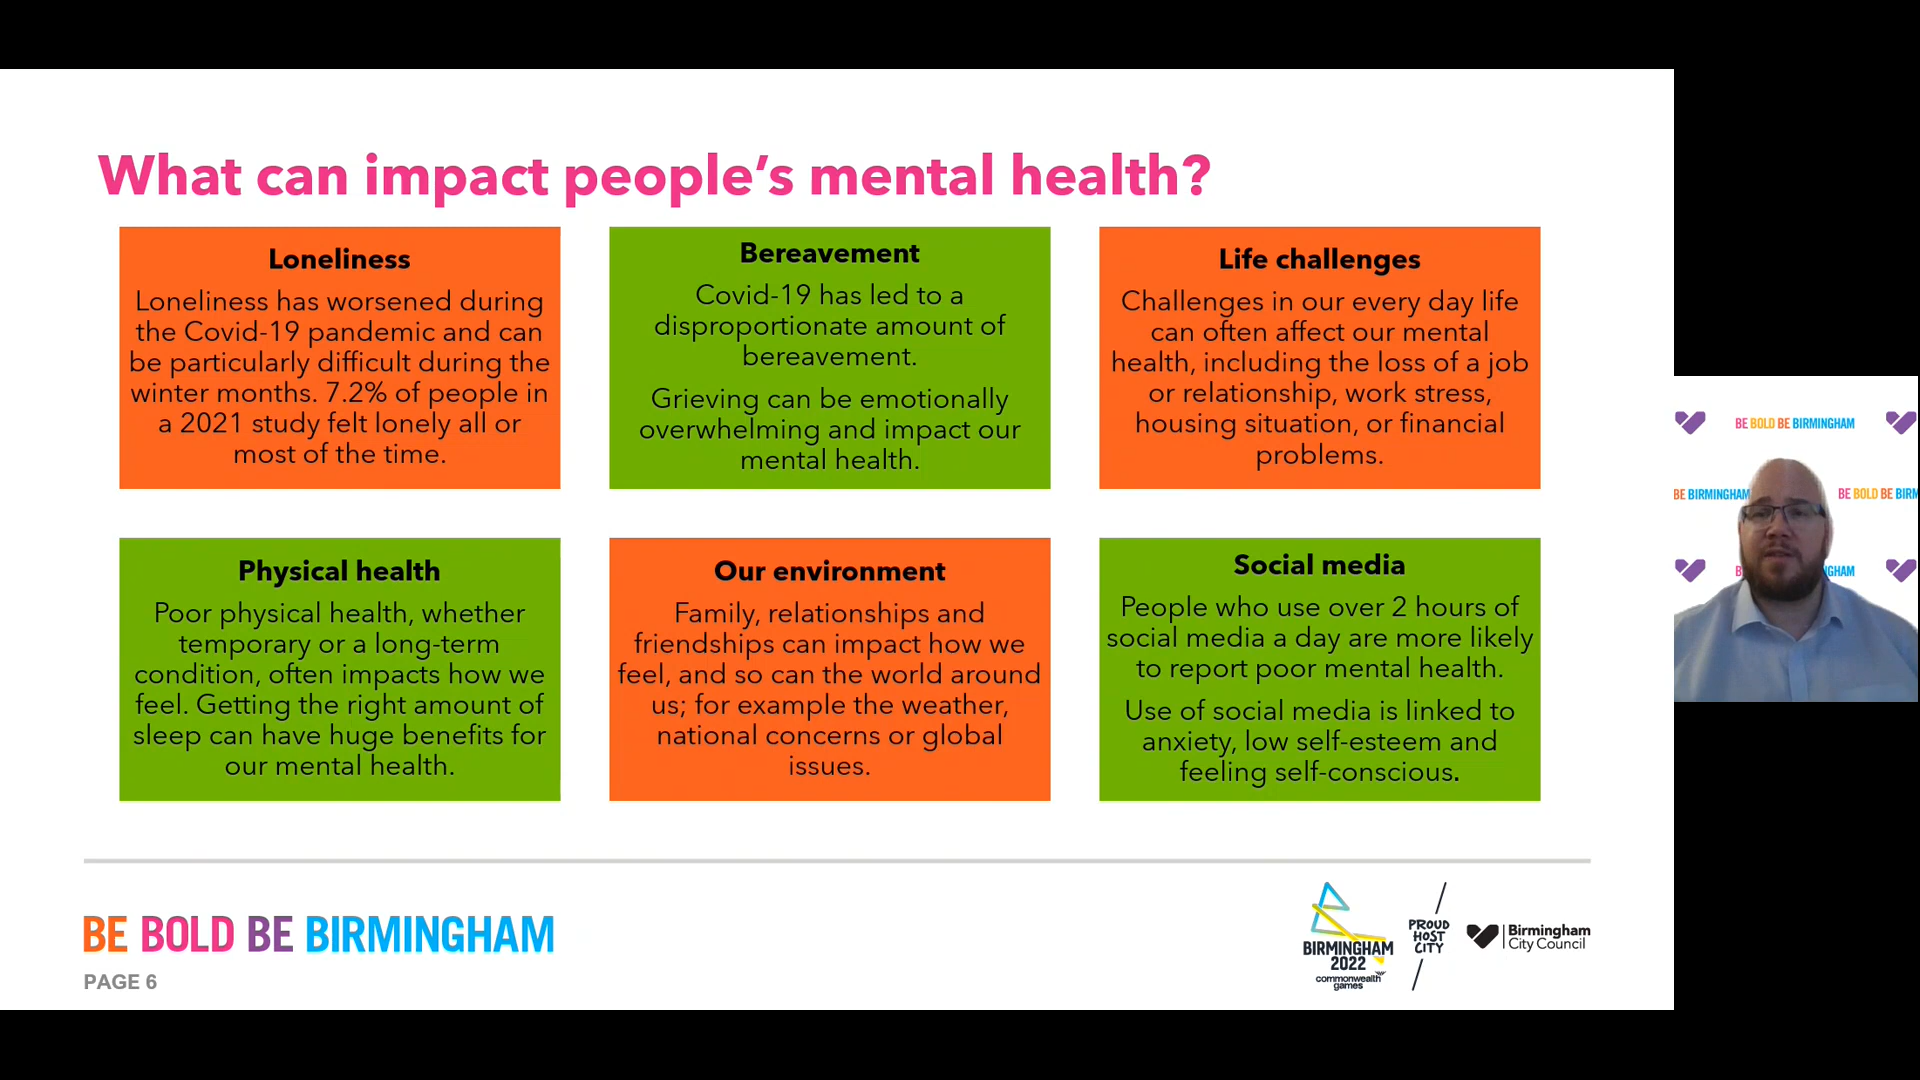 What can impact people's mental health?
Loneliness
Loneliness has worsened during
the Covid-19 pandemic and can
be particularly difficult during the
winter months. 7.2% of people in
a 2021 study felt lonely all or
most of the time.
Bereavement
Covid-19 has led to a
disproportionate amount of
bereavement.
Grieving can be emotionally
overwhelming and impact our
mental health.
Life challenges
Challenges in our every day life
can often affect our mental
health, including the loss of a job
or relationship, work stress,
housing situation, or financial
problems.
Physical health
Poor physical health, whether
temporary or a long-term
condition, often impacts how we
feel. Getting the right amount of
sleep can have huge benefits for
our mental health.
Our environment
Family, relationships and
friendships can impact how we
feel, and so can the world around
us; for example the weather,
national concerns or global
issues.
Social media
People who use over 2 hours of
social media a day are more likely
to report poor mental health.
Use of social media is linked to
anxiety, low self-esteem and
feeling self-conscious.
BE BOLD BE BIRMINGHAM
PAGE 6
BIRMINGHAM
2022
commonwealth
games
PROUD
HOST
CITY
Birmingham
City Council
BE BOLD BE BIRMINGHAM
BE BIRMINGHAM
BE BOLD BE BIRM
B
NGHAM